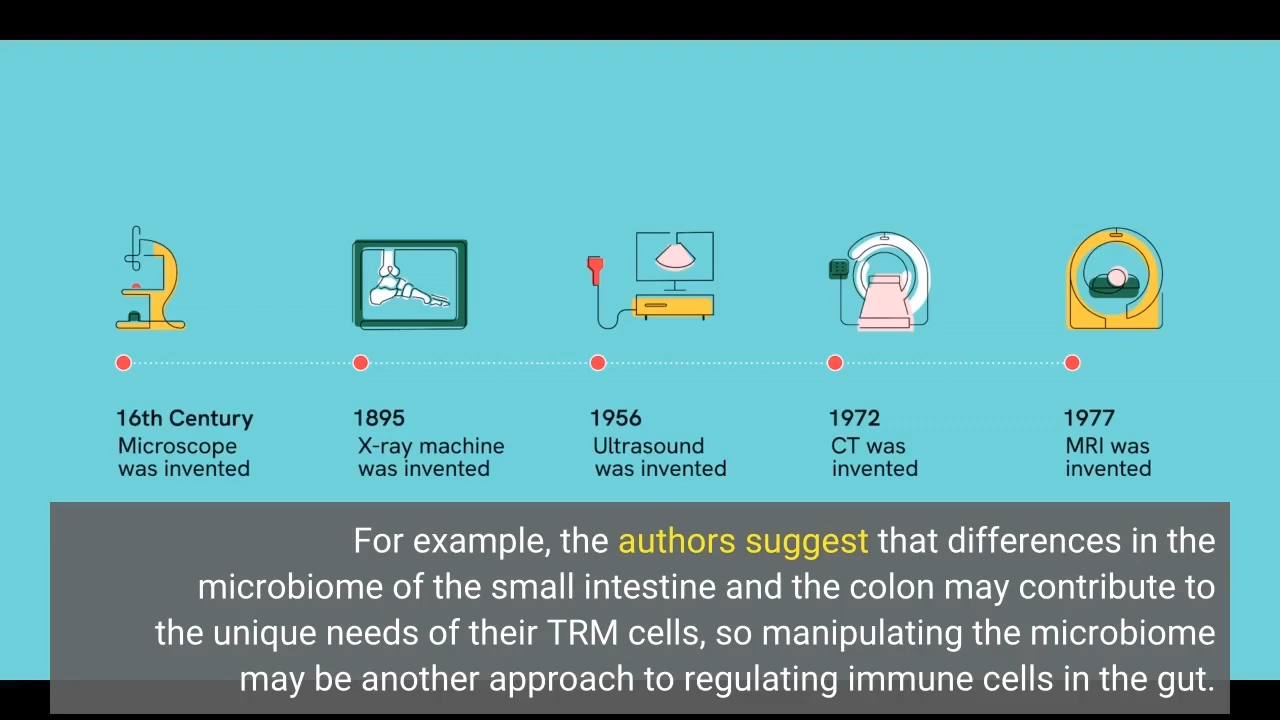 16th Century
Microscope
was invented
1895
X-ray machine
was invented
1956
Ultrasound
was invented
1972
CT was
invented
1977
MRI was
invented
For example, the authors suggest that differences in the
microbiome of the small intestine and the colon may contribute to
the unique needs of their TRM cells, so manipulating the microbiome
may be another approach to regulating immune cells in the gut.